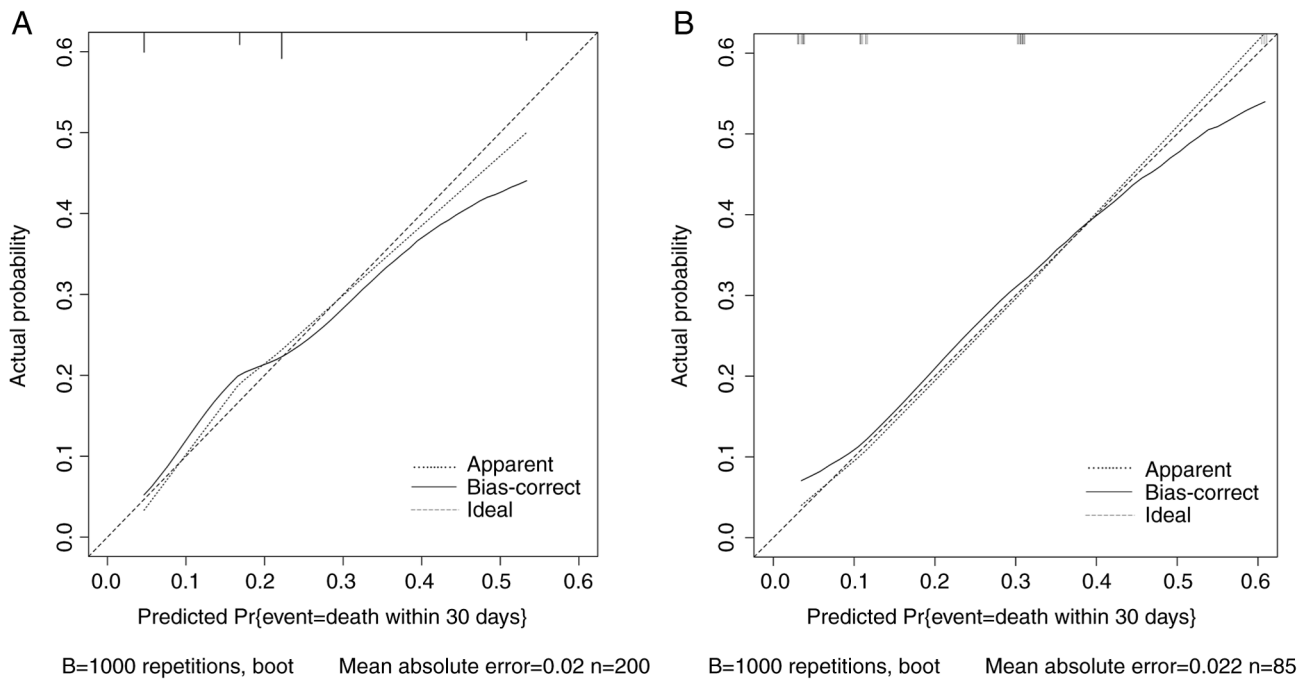 A
0.6
0.5
0.4
0.3
0.2
0.1
0.0
Actual probability
Apparent
Bias-correct
Ideal
0.0 0.1 0.2 0.3 0.4 0.5 0.6
Predicted Pr{event=death within 30 days}
B=1000 repetitions, boot Mean absolute error=0.02 n=200
B
0.6
0.5
0.4
0.3
0.2
0.1
0.0
Actual probability
Apparent
Bias-correct
Ideal
0.0 0.1 0.2 0.3 0.4 0.5 0.6
Predicted Pr{event=death within 30 days}
B=1000 repetitions, boot Mean absolute error=0.022 n=85